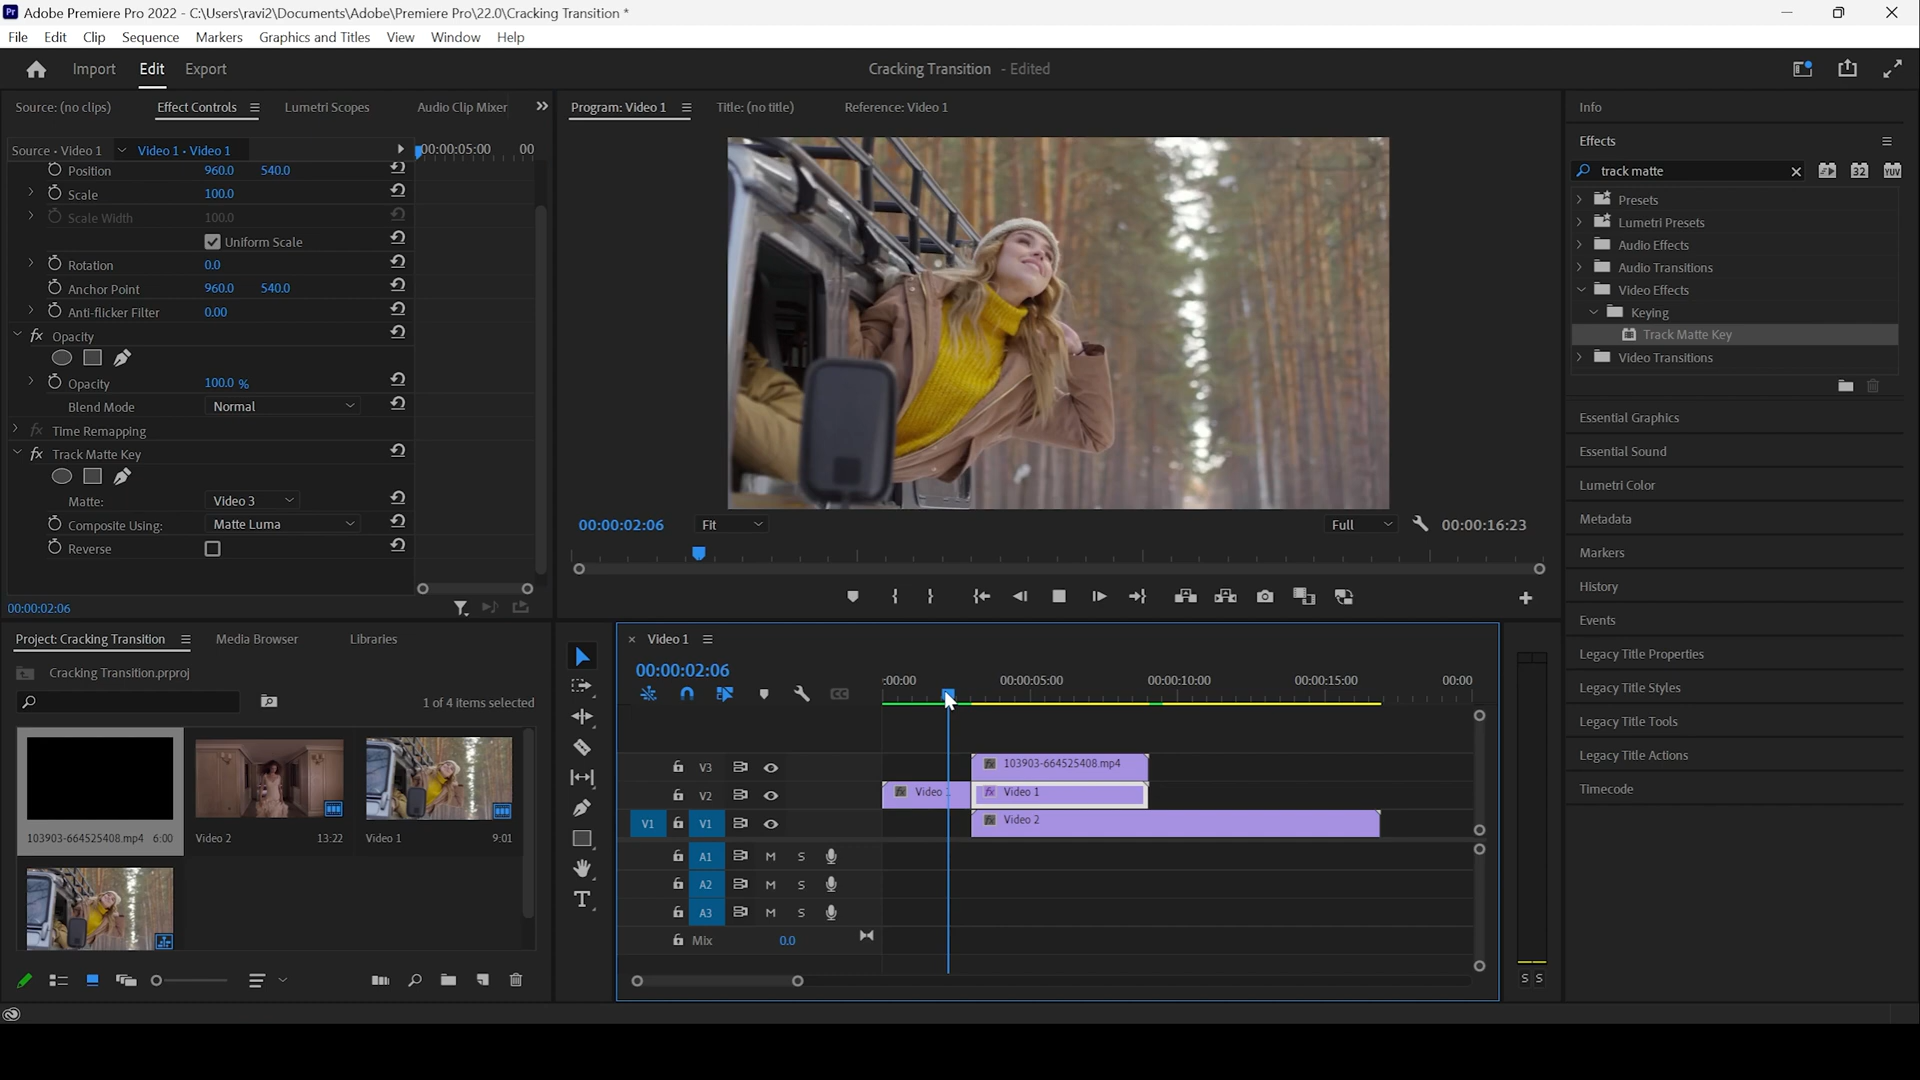 Pr Adobe Premiere Pro 2022 - C:\Users\ravi2\Documents\Adobe\Premiere Pro\22.0\Cracking Transition *
File Edit Clip Sequence Markers Graphics and Titles View Window Help
Import Edit Export
Cracking Transition - Edited
Source: (no clips) Effect Controls Lumetri Scopes Audio Clip Mixer
Source • Video 1 Video 1 • Video 1
00:00:05:00 00
Position 960.0 540.0
Scale 100.0
Scale Width 100.0
Uniform Scale
Rotation 0.0
Anchor Point 960.0 540.0
Anti-flicker Filter 0.00
fx Opacity
Opacity 100.0 %
Blend Mode Normal
fx Time Remapping
fx Track Matte Key
Matte: Video 3
Composite Using: Matte Luma
Reverse
00:00:02:06
Program: Video 1 Title: (no title) Reference: Video 1
00:00:02:06 Fit Full 00:00:16:23
Info
Effects
track matte
32 YUV
Presets
Lumetri Presets
Audio Effects
Audio Transitions
Video Effects
Keying
Track Matte Key
Video Transitions
Essential Graphics
Essential Sound
Lumetri Color
Metadata
Markers
History
Events
Legacy Title Properties
Legacy Title Styles
Legacy Title Tools
Legacy Title Actions
Timecode
Project: Cracking Transition Media Browser Libraries
Cracking Transition.prproj
1 of 4 items selected
103903-664525408.mp4 6:00
Video 2 13:22
Video 1 9:01
Video 1
00:00:02:06
CC
:00:00 00:00:05:00 00:00:10:00 00:00:15:00 00:00
V3 fx 103903-664525408.mp4
V2 fx Video fx Video 1
V1 V1 fx Video 2
A1 M S
A2 M S
A3 M S
Mix 0.0
S S